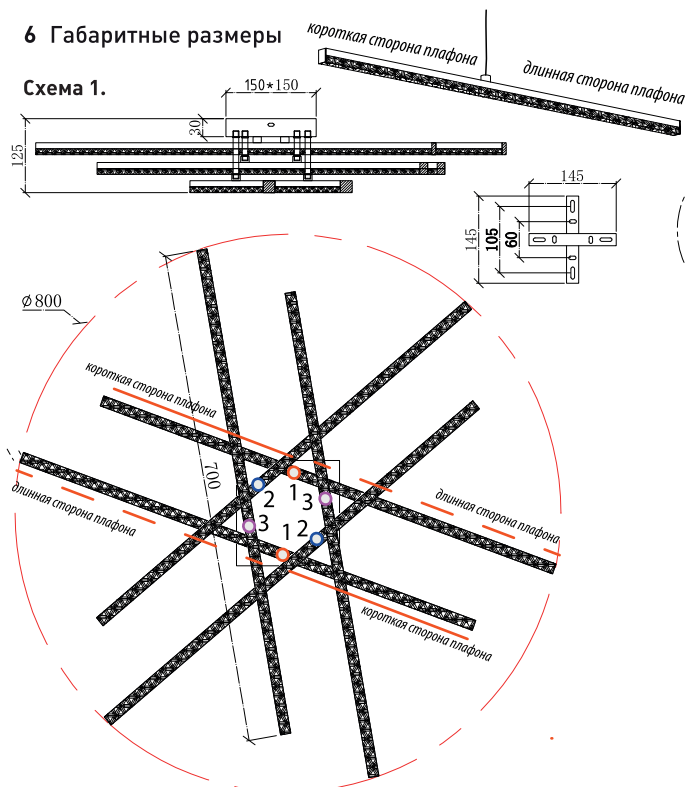 6 Габаритные размеры
короткая сторона плафона
длинная сторона плафона
Схема 1.
150*150
30
125
145
145
105
60
Ø800
короткая сторона плафона
700
длинная сторона плафона
1
2
3
3
1
2
длинная сторона плафона
короткая сторона плафона